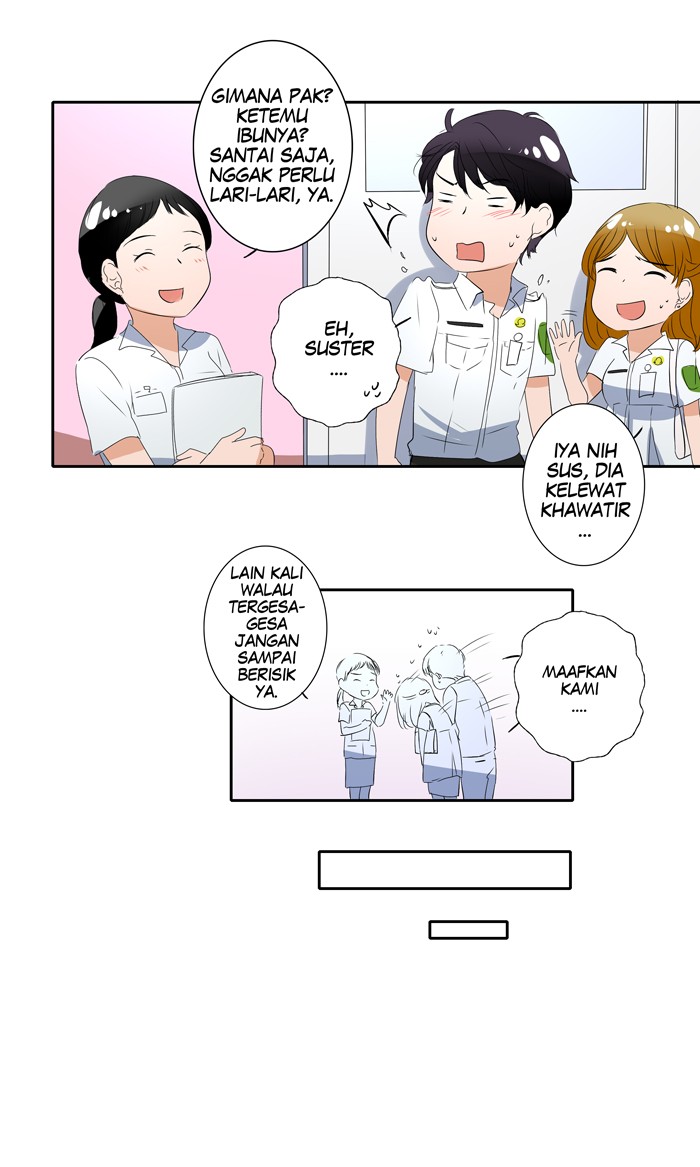 GIMANA PAK?
KETEMU
IBUNYA?
SANTAI SAJA,
NGGAK PERLU
LARI-LARI, YA.
EH,
SUSTER
....
IYA NIH
SUS, DIA
KELEWAT
KHAWATIR
...
LAIN KALI
WALAU
TERGESA-
GESA
JANGAN
SAMPAI
BERISIK
YA.
MAAFKAN
KAMI
....